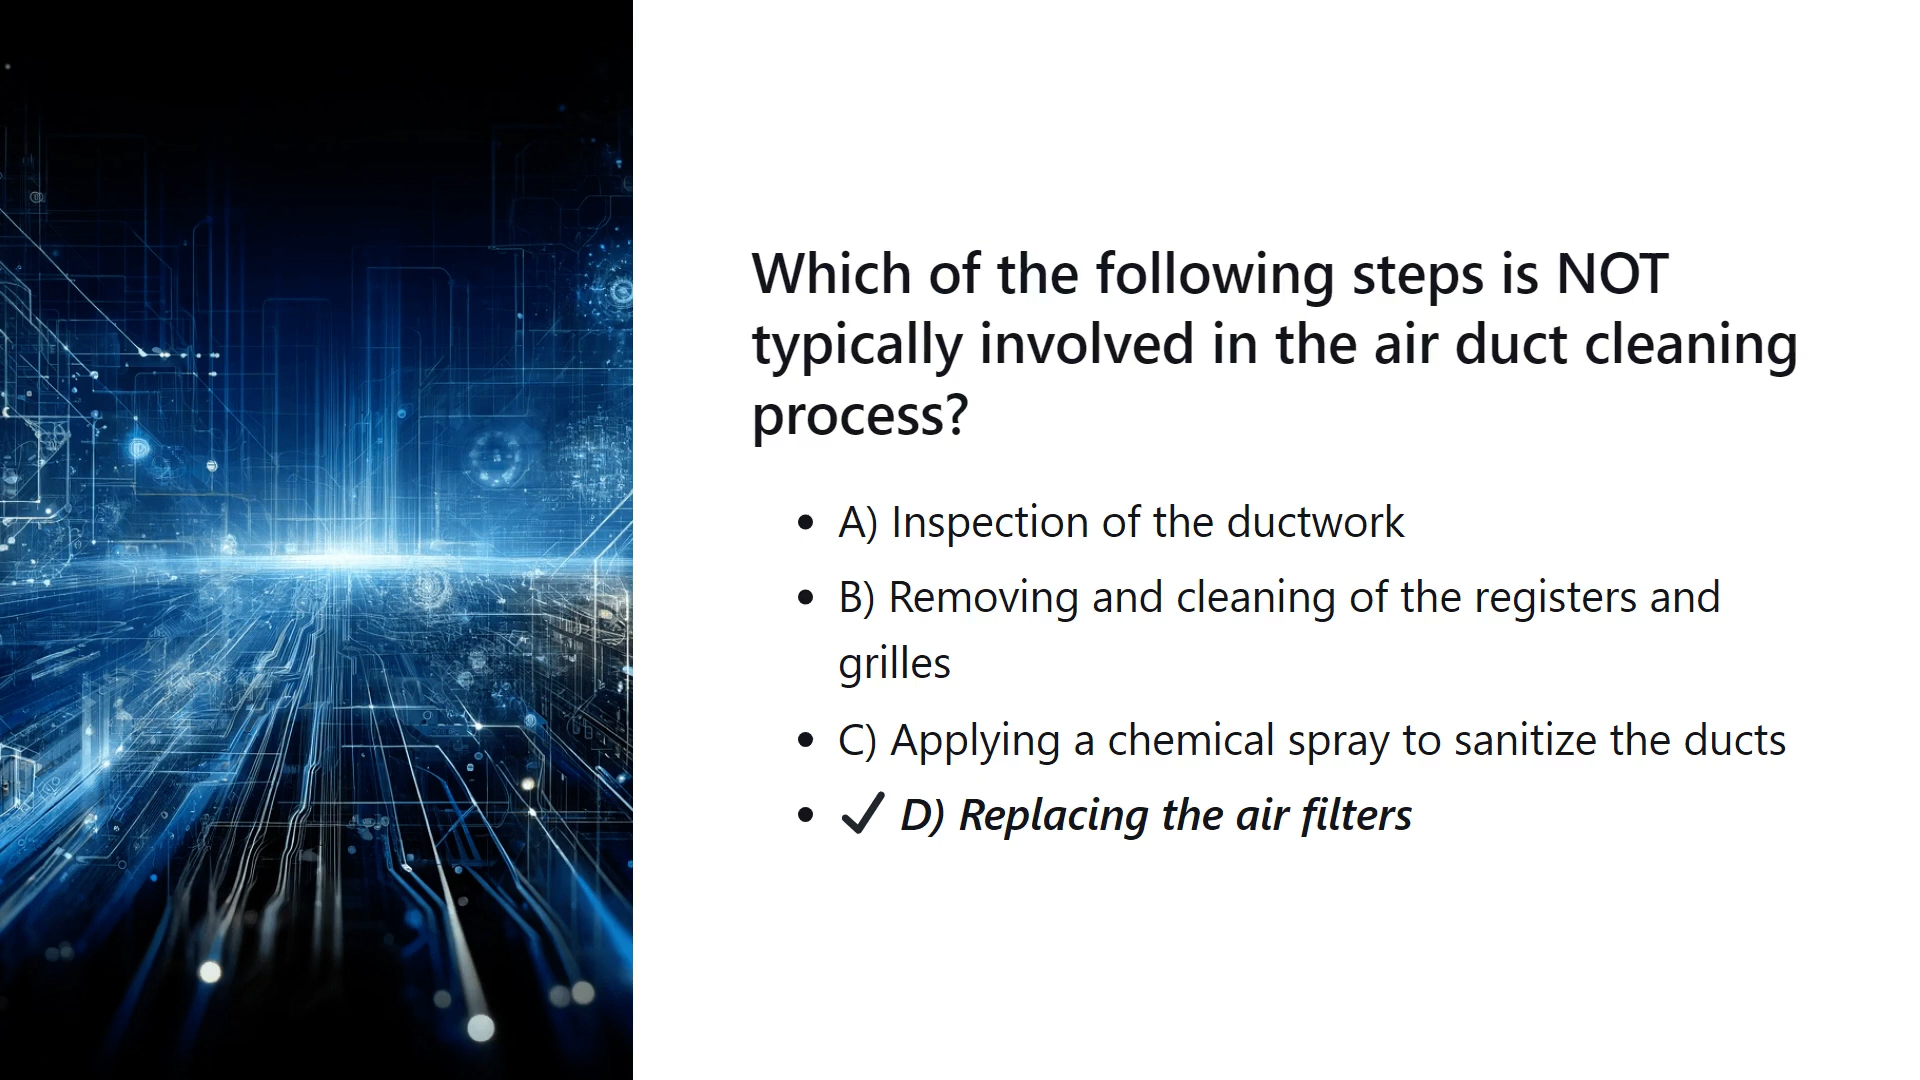 Which of the following steps is NOT
typically involved in the air duct cleaning
process?
• A) Inspection of the ductwork
• B) Removing and cleaning of the registers and
grilles
• C) Applying a chemical spray to sanitize the ducts
• ✔ D) Replacing the air filters